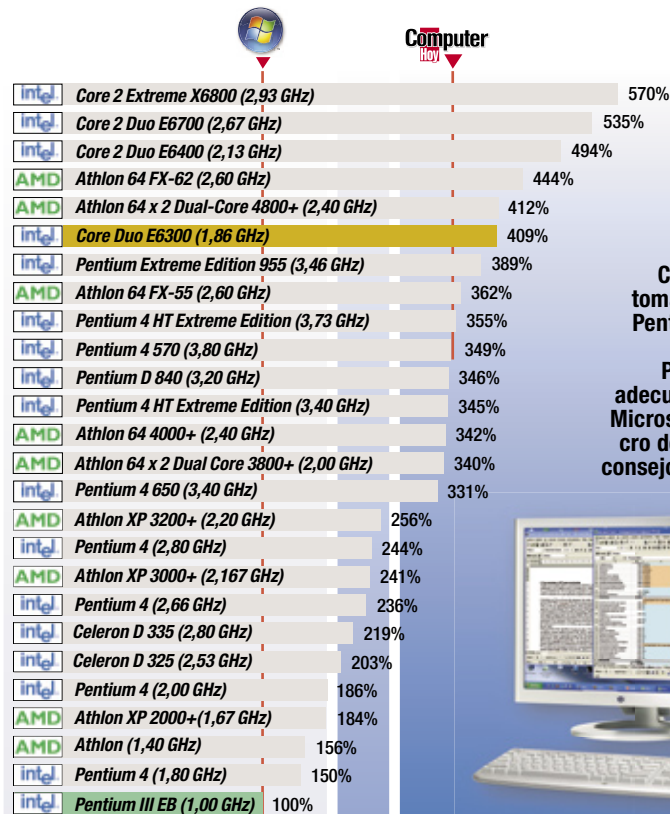 Computer
Hoy
intel Core 2 Extreme X6800 (2,93 GHz) 570%
intel Core 2 Duo E6700 (2,67 GHz) 535%
intel Core 2 Duo E6400 (2,13 GHz) 494%
AMD Athlon 64 FX-62 (2,60 GHz) 444%
AMD Athlon 64 x 2 Dual-Core 4800+ (2,40 GHz) 412%
intel Core Duo E6300 (1,86 GHz) 409%
intel Pentium Extreme Edition 955 (3,46 GHz) 389%
AMD Athlon 64 FX-55 (2,60 GHz) 362%
intel Pentium 4 HT Extreme Edition (3,73 GHz) 355%
intel Pentium 4 570 (3,80 GHz) 349%
intel Pentium D 840 (3,20 GHz) 346%
intel Pentium 4 HT Extreme Edition (3,40 GHz) 345%
AMD Athlon 64 4000+ (2,40 GHz) 342%
AMD Athlon 64 x 2 Dual Core 3800+ (2,00 GHz) 340%
intel Pentium 4 650 (3,40 GHz) 331%
AMD Athlon XP 3200+ (2,20 GHz) 256%
intel Pentium 4 (2,80 GHz) 244%
AMD Athlon XP 3000+ (2,167 GHz) 241%
intel Pentium 4 (2,66 GHz) 236%
intel Celeron D 335 (2,80 GHz) 219%
intel Celeron D 325 (2,53 GHz) 203%
intel Pentium 4 (2,00 GHz) 186%
AMD Athlon XP 2000+(1,67 GHz) 184%
AMD Athlon (1,40 GHz) 156%
intel Pentium 4 (1,80 GHz) 150%
intel Pentium III EB (1,00 GHz) 100%
C
toma
Pent
P
adecu
Micros
cro de
consejo